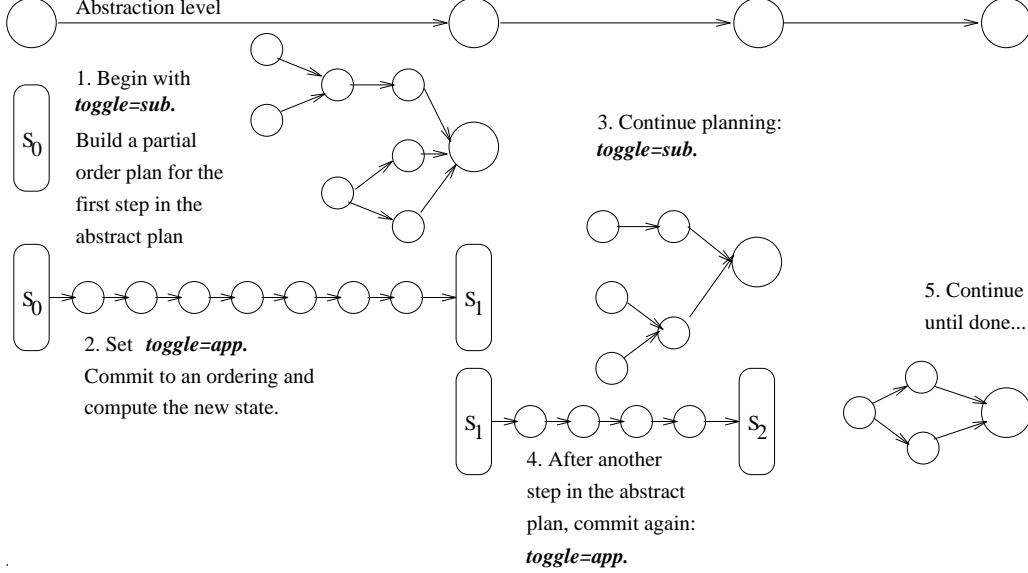 Abstraction level
1. Begin with
toggle=sub.
Build a partial
order plan for the
first step in the
abstract plan
S0
3. Continue planning:
toggle=sub.
S0
S1
2. Set toggle=app.
Commit to an ordering and
compute the new state.
5. Continue
until done...
S1
S2
4. After another
step in the abstract
plan, commit again:
toggle=app.